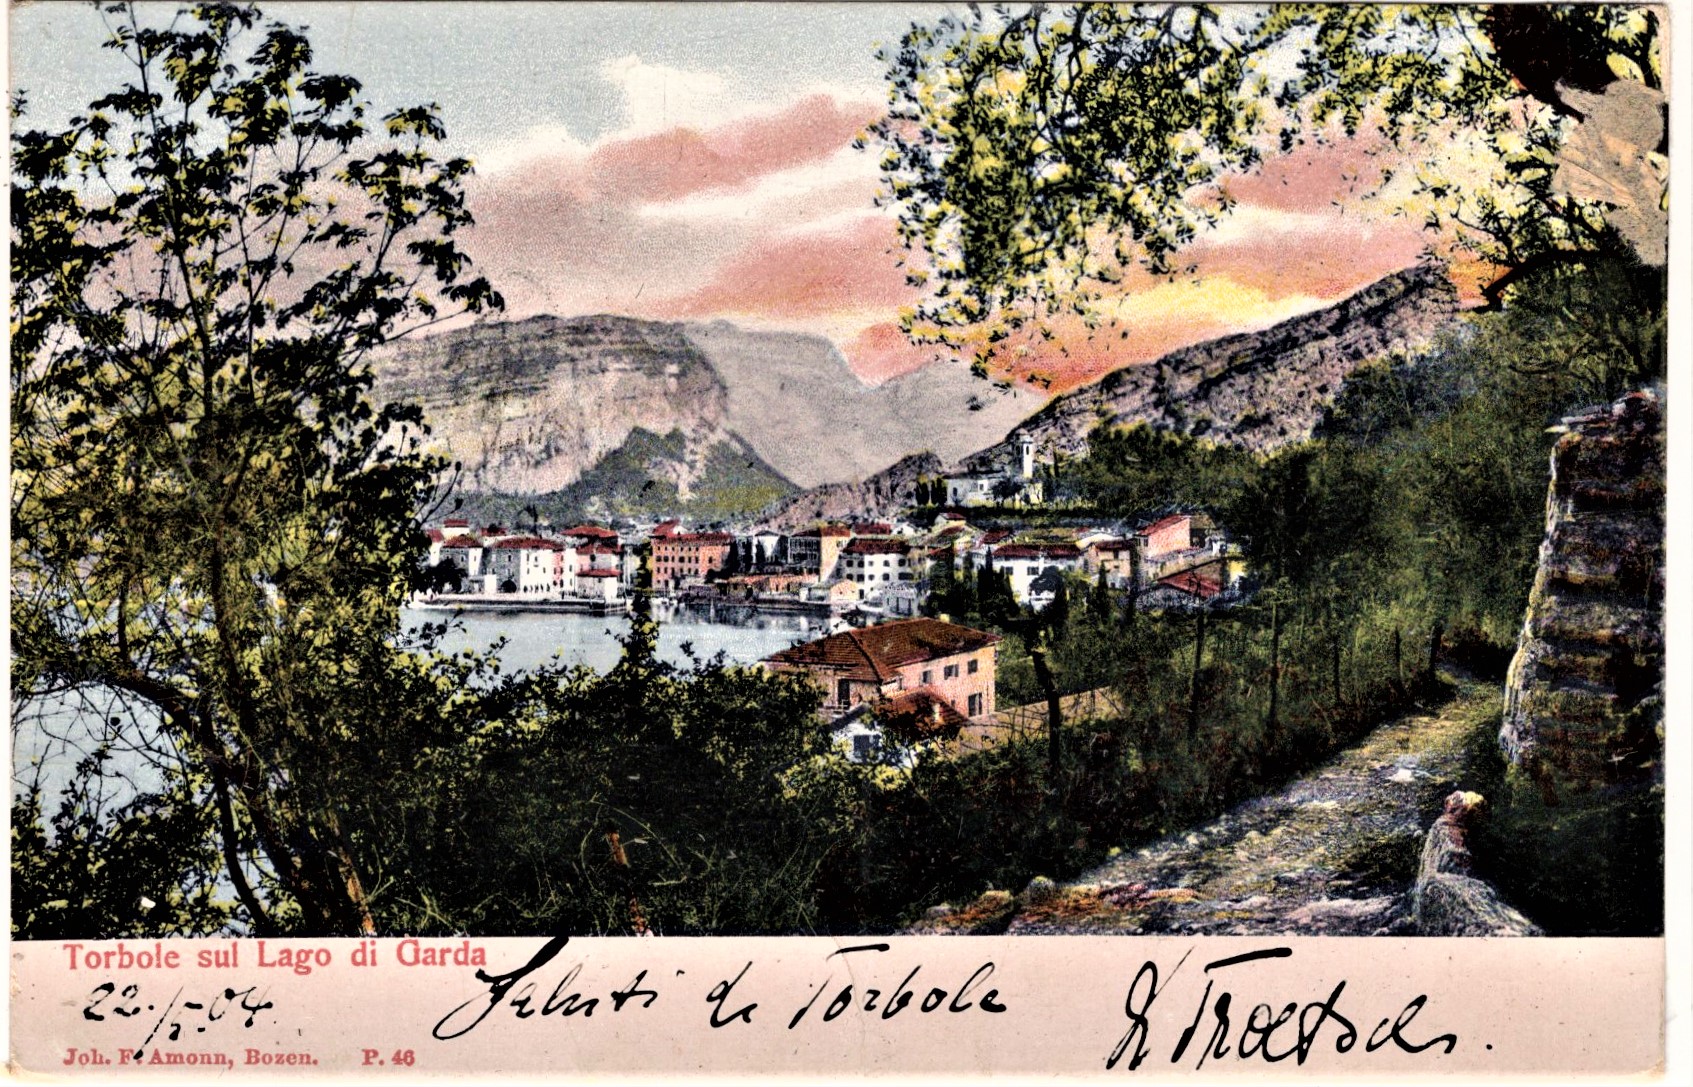 Torbole sul Lago di Garda
22./5.04. Saluti da Torbole
Joh. F. Amonn, Bozen. P. 46